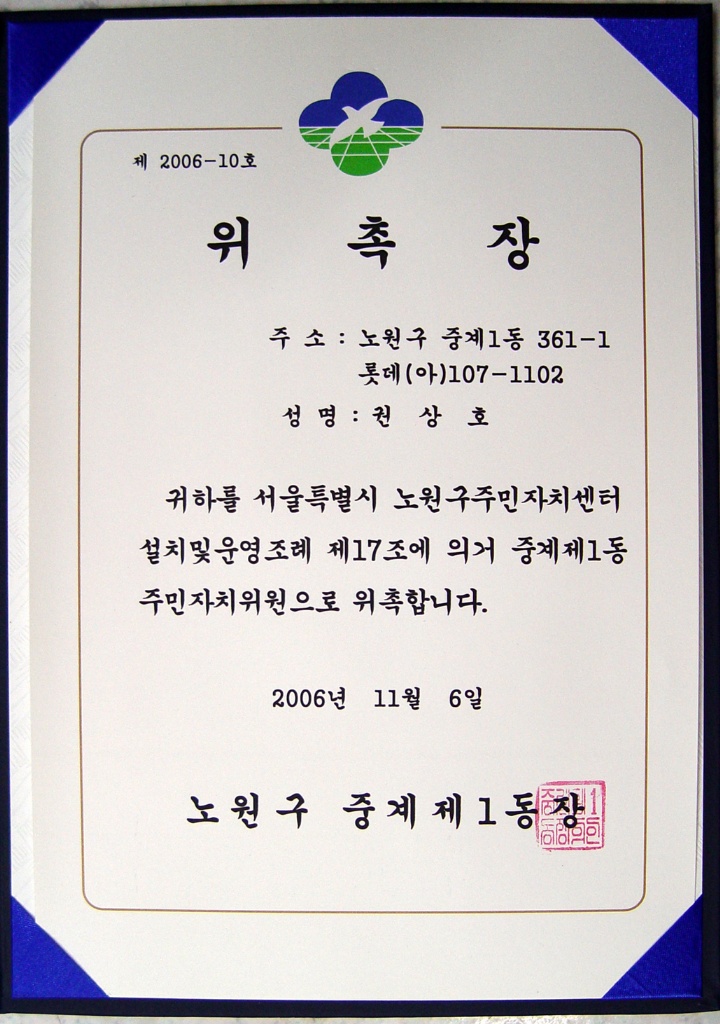 제 2006-10호
위 촉 장
주 소 : 노원구 중계1동 361-1
롯데(아)107-1102
성 명 : 권 상 호
귀하를 서울특별시 노원구주민자치센터
설치및운영조례 제17조에 의거 중계제1동
주민자치위원으로 위촉합니다.
2006년 11월 6일
노원구 중계제1동장